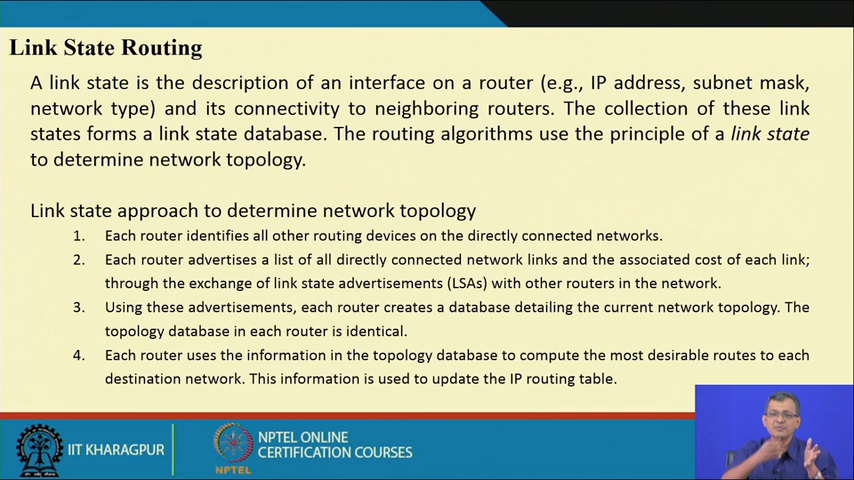 Link State Routing
A link state is the description of an interface on a router (e.g., IP address, subnet mask,
network type) and its connectivity to neighboring routers. The collection of these link
states forms a link state database. The routing algorithms use the principle of a link state
to determine network topology.
Link state approach to determine network topology
1. Each router identifies all other routing devices on the directly connected networks.
2. Each router advertises a list of all directly connected network links and the associated cost of each link;
through the exchange of link state advertisements (LSAs) with other routers in the network.
3. Using these advertisements, each router creates a database detailing the current network topology. The
topology database in each router is identical.
4. Each router uses the information in the topology database to compute the most desirable routes to each
destination network. This information is used to update the IP routing table.
IIT KHARAGPUR
NPTEL
NPTEL ONLINE
CERTIFICATION COURSES